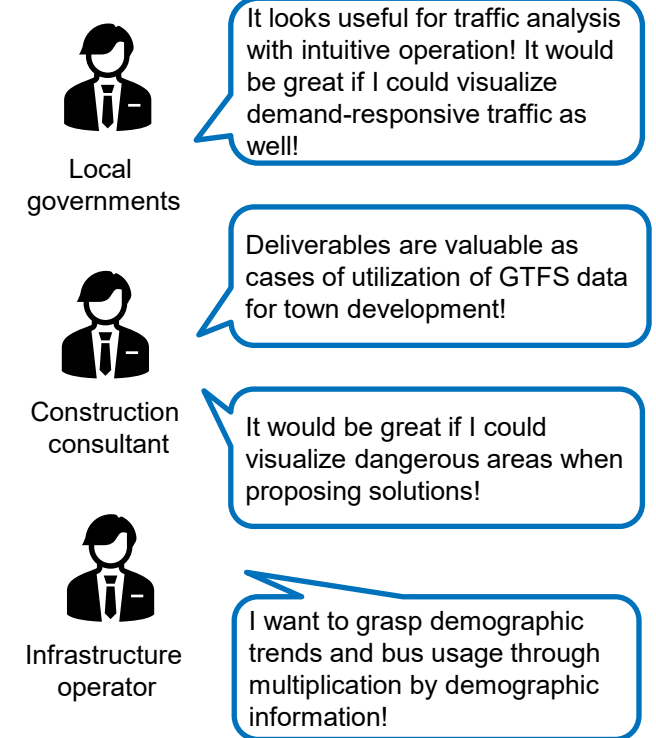 It looks useful for traffic analysis
with intuitive operation! It would
be great if I could visualize
demand-responsive traffic as
well!
Local
governments
Deliverables are valuable as
cases of utilization of GTFS data
for town development!
Construction
consultant
It would be great if I could
visualize dangerous areas when
proposing solutions!
Infrastructure
operator
I want to grasp demographic
trends and bus usage through
multiplication by demographic
information!